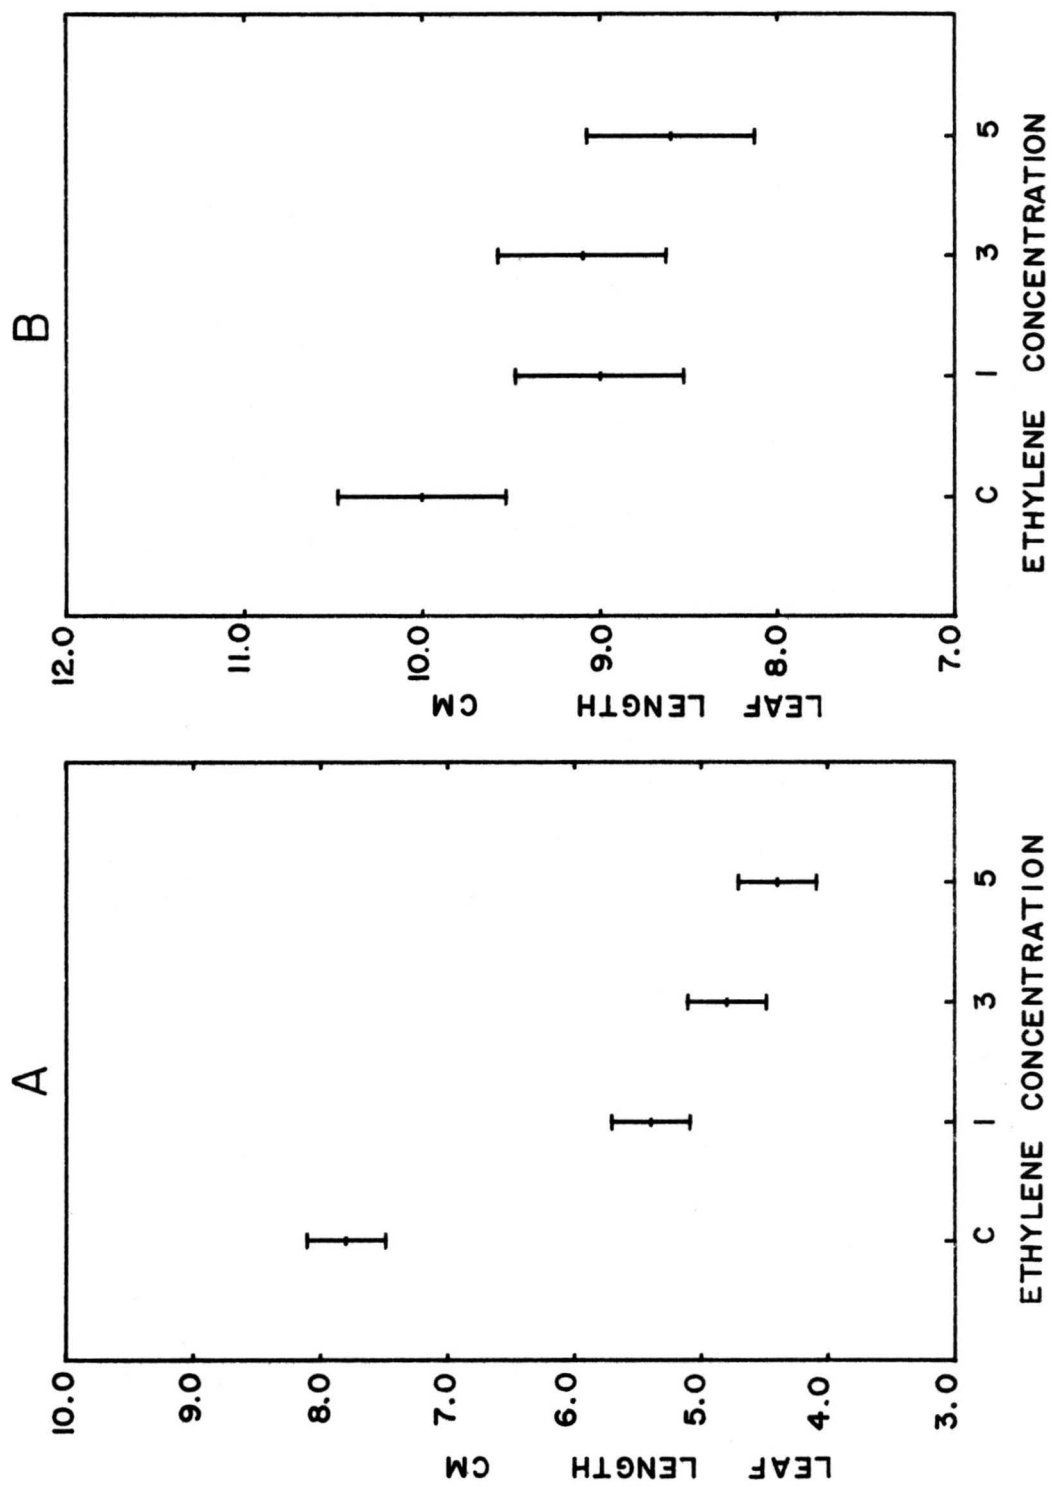 A
10.0
9.0
8.0
7.0
6.0
5.0
4.0
3.0
LEAF LENGTH CM
C 1 3 5
ETHYLENE CONCENTRATION
B
12.0
11.0
10.0
9.0
8.0
7.0
LEAF LENGTH CM
C 1 3 5
ETHYLENE CONCENTRATION